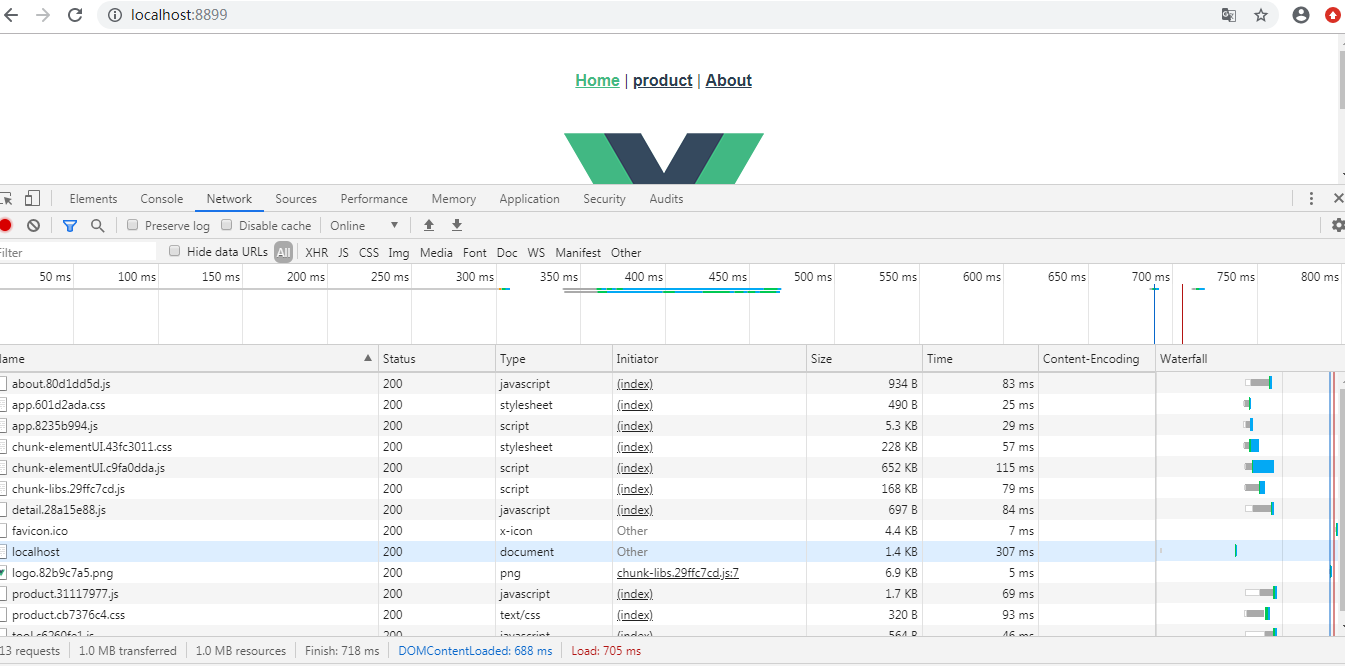 localhost:8899
Home | product | About
Elements Console Network Sources Performance Memory Application Security Audits
Preserve log Disable cache Online
ilter Hide data URLs All XHR JS CSS Img Media Font Doc WS Manifest Other
50 ms 100 ms 150 ms 200 ms 250 ms 300 ms 350 ms 400 ms 450 ms 500 ms 550 ms 600 ms 650 ms 700 ms 750 ms 800 ms
ame Status Type Initiator Size Time Content-Encoding Waterfall
about.80d1dd5d.js 200 javascript (index) 934 B 83 ms
app.601d2ada.css 200 stylesheet (index) 490 B 25 ms
app.8235b994.js 200 script (index) 5.3 KB 29 ms
chunk-elementUI.43fc3011.css 200 stylesheet (index) 228 KB 57 ms
chunk-elementUI.c9fa0dda.js 200 script (index) 652 KB 115 ms
chunk-libs.29ffc7cd.js 200 script (index) 168 KB 79 ms
detail.28a15e88.js 200 javascript (index) 697 B 84 ms
favicon.ico 200 x-icon Other 4.4 KB 7 ms
localhost 200 document Other 1.4 KB 307 ms
logo.82b9c7a5.png 200 png chunk-libs.29ffc7cd.js:7 6.9 KB 5 ms
product.31117977.js 200 javascript (index) 1.7 KB 69 ms
product.cb7376c4.css 200 text/css (index) 320 B 93 ms
tool.c6260fe1.js 200 javascript (index) 564 B 46 ms
13 requests 1.0 MB transferred 1.0 MB resources Finish: 718 ms DOMContentLoaded: 688 ms Load: 705 ms